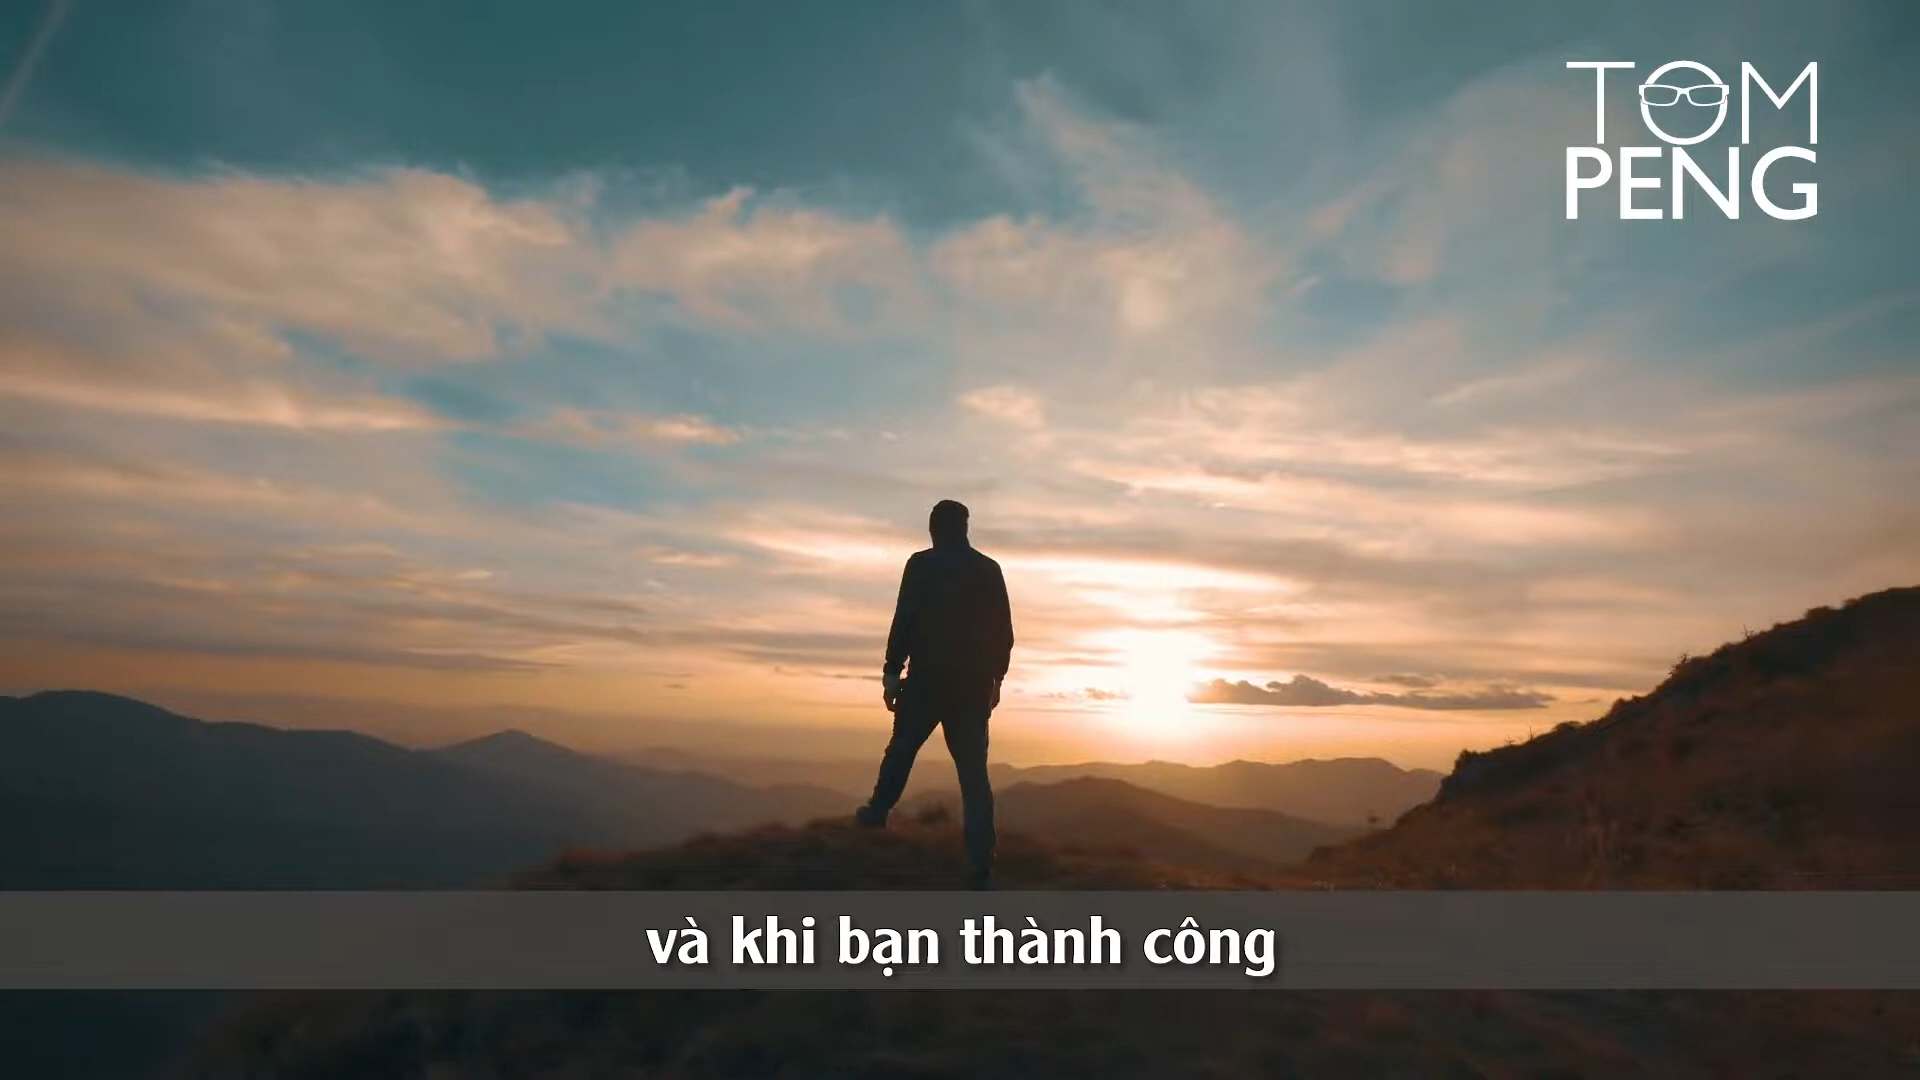 TOM
PENG
và khi bạn thành công